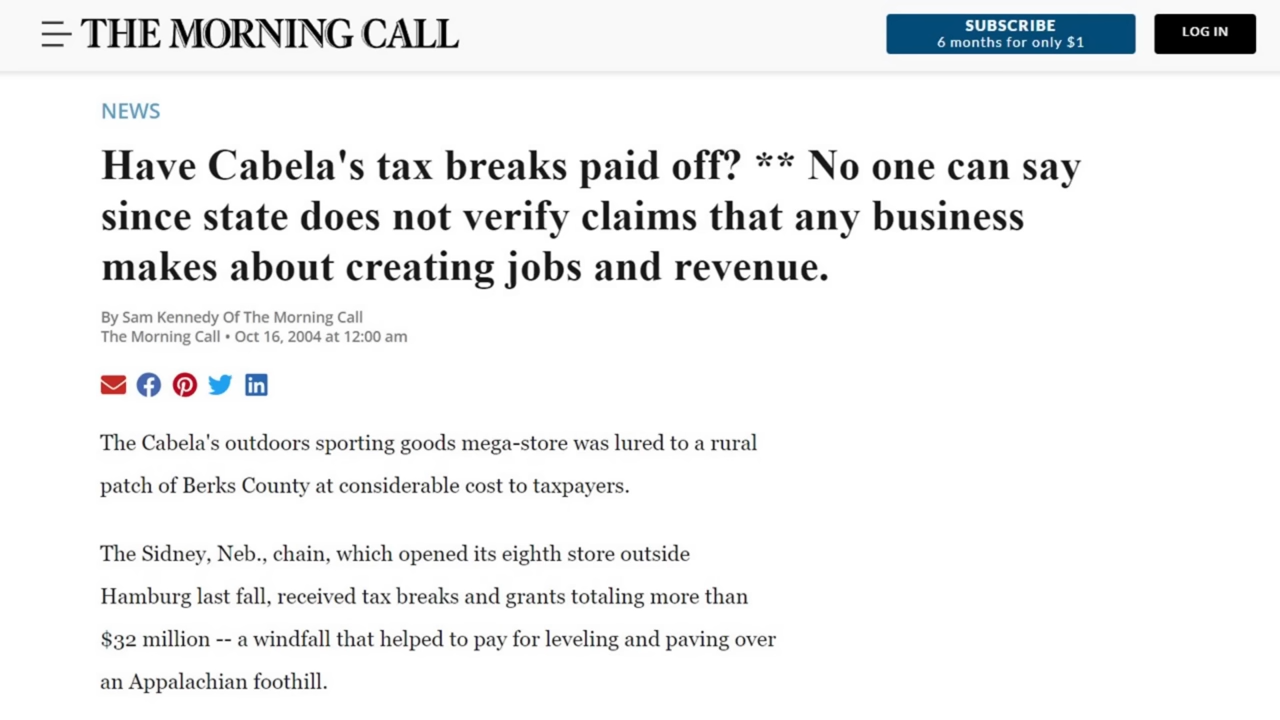 THE MORNING CALL
SUBSCRIBE
6 months for only $1
LOG IN
NEWS
Have Cabela's tax breaks paid off? ** No one can say
since state does not verify claims that any business
makes about creating jobs and revenue.
By Sam Kennedy Of The Morning Call
The Morning Call • Oct 16, 2004 at 12:00 am
The Cabela's outdoors sporting goods mega-store was lured to a rural
patch of Berks County at considerable cost to taxpayers.
The Sidney, Neb., chain, which opened its eighth store outside
Hamburg last fall, received tax breaks and grants totaling more than
$32 million -- a windfall that helped to pay for leveling and paving over
an Appalachian foothill.